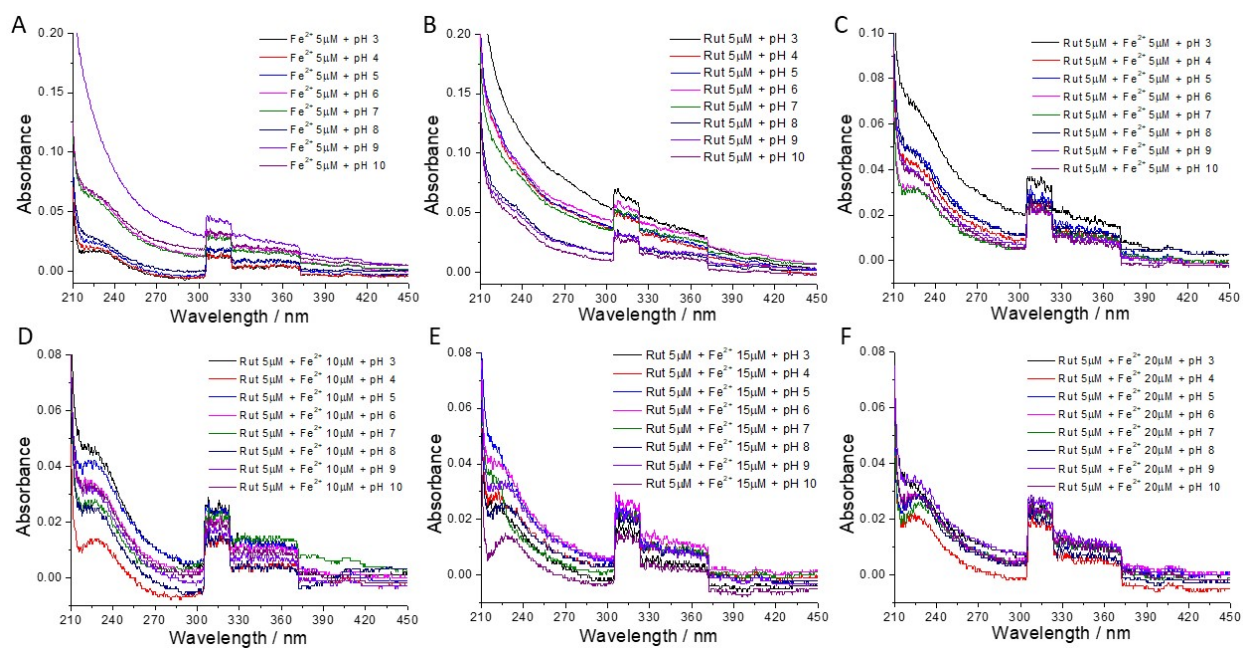 A
0.20
0.15
0.10
0.05
0.00
Absorbance
210 240 270 300 330 360 390 420 450
Wavelength / nm
Fe²⁺ 5µM + pH 3
Fe²⁺ 5µM + pH 4
Fe²⁺ 5µM + pH 5
Fe²⁺ 5µM + pH 6
Fe²⁺ 5µM + pH 7
Fe²⁺ 5µM + pH 8
Fe²⁺ 5µM + pH 9
Fe²⁺ 5µM + pH 10
B
0.20
0.15
0.10
0.05
0.00
Absorbance
210 240 270 300 330 360 390 420 450
Wavelength / nm
Rut 5µM + pH 3
Rut 5µM + pH 4
Rut 5µM + pH 5
Rut 5µM + pH 6
Rut 5µM + pH 7
Rut 5µM + pH 8
Rut 5µM + pH 9
Rut 5µM + pH 10
C
0.10
0.08
0.06
0.04
0.02
0.00
Absorbance
210 240 270 300 330 360 390 420 450
Wavelength / nm
Rut 5µM + Fe²⁺ 5µM + pH 3
Rut 5µM + Fe²⁺ 5µM + pH 4
Rut 5µM + Fe²⁺ 5µM + pH 5
Rut 5µM + Fe²⁺ 5µM + pH 6
Rut 5µM + Fe²⁺ 5µM + pH 7
Rut 5µM + Fe²⁺ 5µM + pH 8
Rut 5µM + Fe²⁺ 5µM + pH 9
Rut 5µM + Fe²⁺ 5µM + pH 10
D
0.08
0.06
0.04
0.02
0.00
Absorbance
210 240 270 300 330 360 390 420 450
Wavelength / nm
Rut 5µM + Fe²⁺ 10µM + pH 3
Rut 5µM + Fe²⁺ 10µM + pH 4
Rut 5µM + Fe²⁺ 10µM + pH 5
Rut 5µM + Fe²⁺ 10µM + pH 6
Rut 5µM + Fe²⁺ 10µM + pH 7
Rut 5µM + Fe²⁺ 10µM + pH 8
Rut 5µM + Fe²⁺ 10µM + pH 9
Rut 5µM + Fe²⁺ 10µM + pH 10
E
0.08
0.06
0.04
0.02
0.00
Absorbance
210 240 270 300 330 360 390 420 450
Wavelength / nm
Rut 5µM + Fe²⁺ 15µM + pH 3
Rut 5µM + Fe²⁺ 15µM + pH 4
Rut 5µM + Fe²⁺ 15µM + pH 5
Rut 5µM + Fe²⁺ 15µM + pH 6
Rut 5µM + Fe²⁺ 15µM + pH 7
Rut 5µM + Fe²⁺ 15µM + pH 8
Rut 5µM + Fe²⁺ 15µM + pH 9
Rut 5µM + Fe²⁺ 15µM + pH 10
F
0.08
0.06
0.04
0.02
0.00
Absorbance
210 240 270 300 330 360 390 420 450
Wavelength / nm
Rut 5µM + Fe²⁺ 20µM + pH 3
Rut 5µM + Fe²⁺ 20µM + pH 4
Rut 5µM + Fe²⁺ 20µM + pH 5
Rut 5µM + Fe²⁺ 20µM + pH 6
Rut 5µM + Fe²⁺ 20µM + pH 7
Rut 5µM + Fe²⁺ 20µM + pH 8
Rut 5µM + Fe²⁺ 20µM + pH 9
Rut 5µM + Fe²⁺ 20µM + pH 10